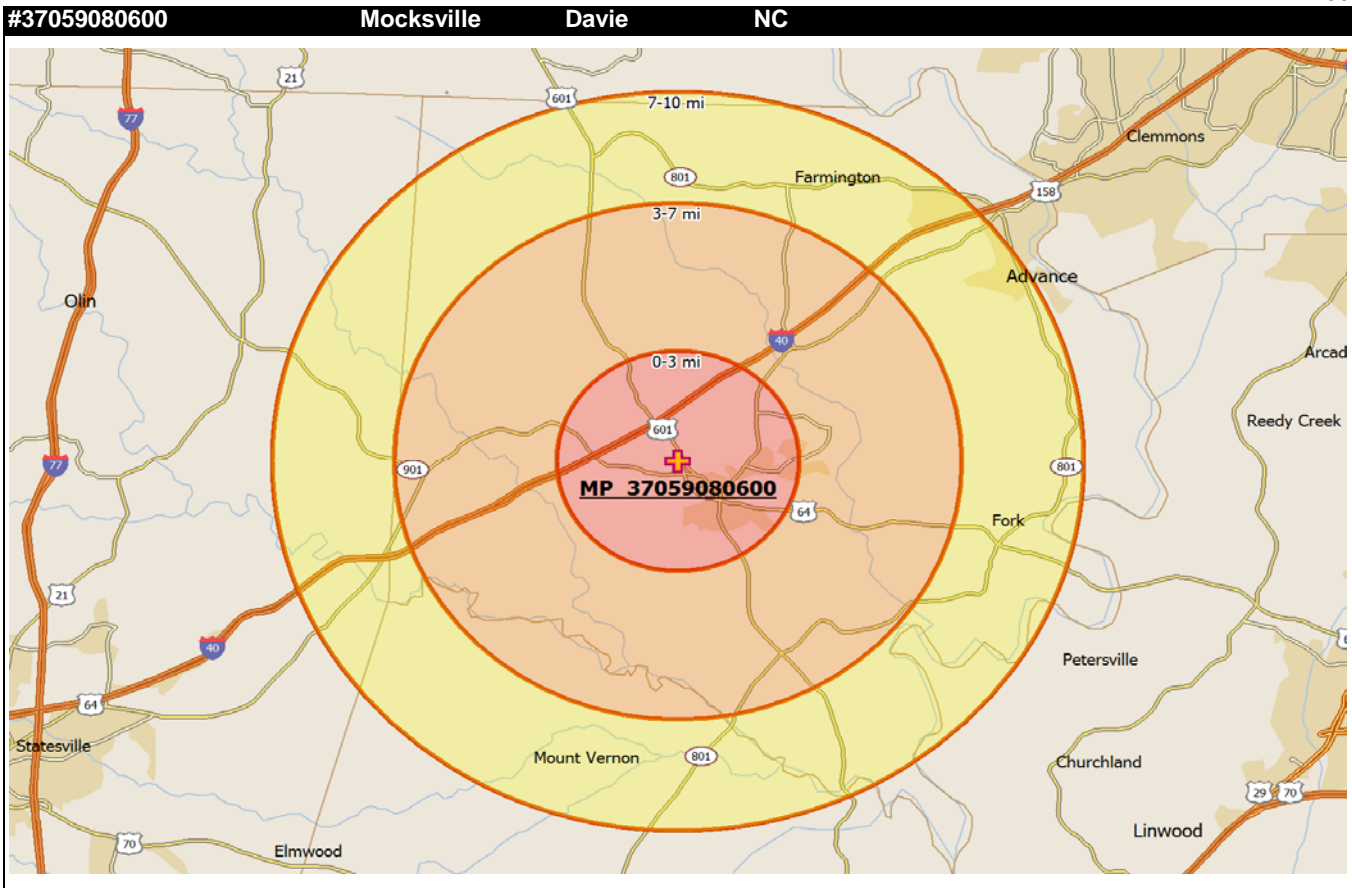 #37059080600 Mocksville Davie NC
21
601
7-10 mi
77
Clemmons
801
Farmington
158
3-7 mi
Advance
Olin
40
0-3 mi
Arcad
Reedy Creek
601
77
901
801
MP 37059080600
64
Fork
21
40
Petersville
64
Statesville
Mount Vernon
801
Churchland
29 70
Linwood
70
Elmwood